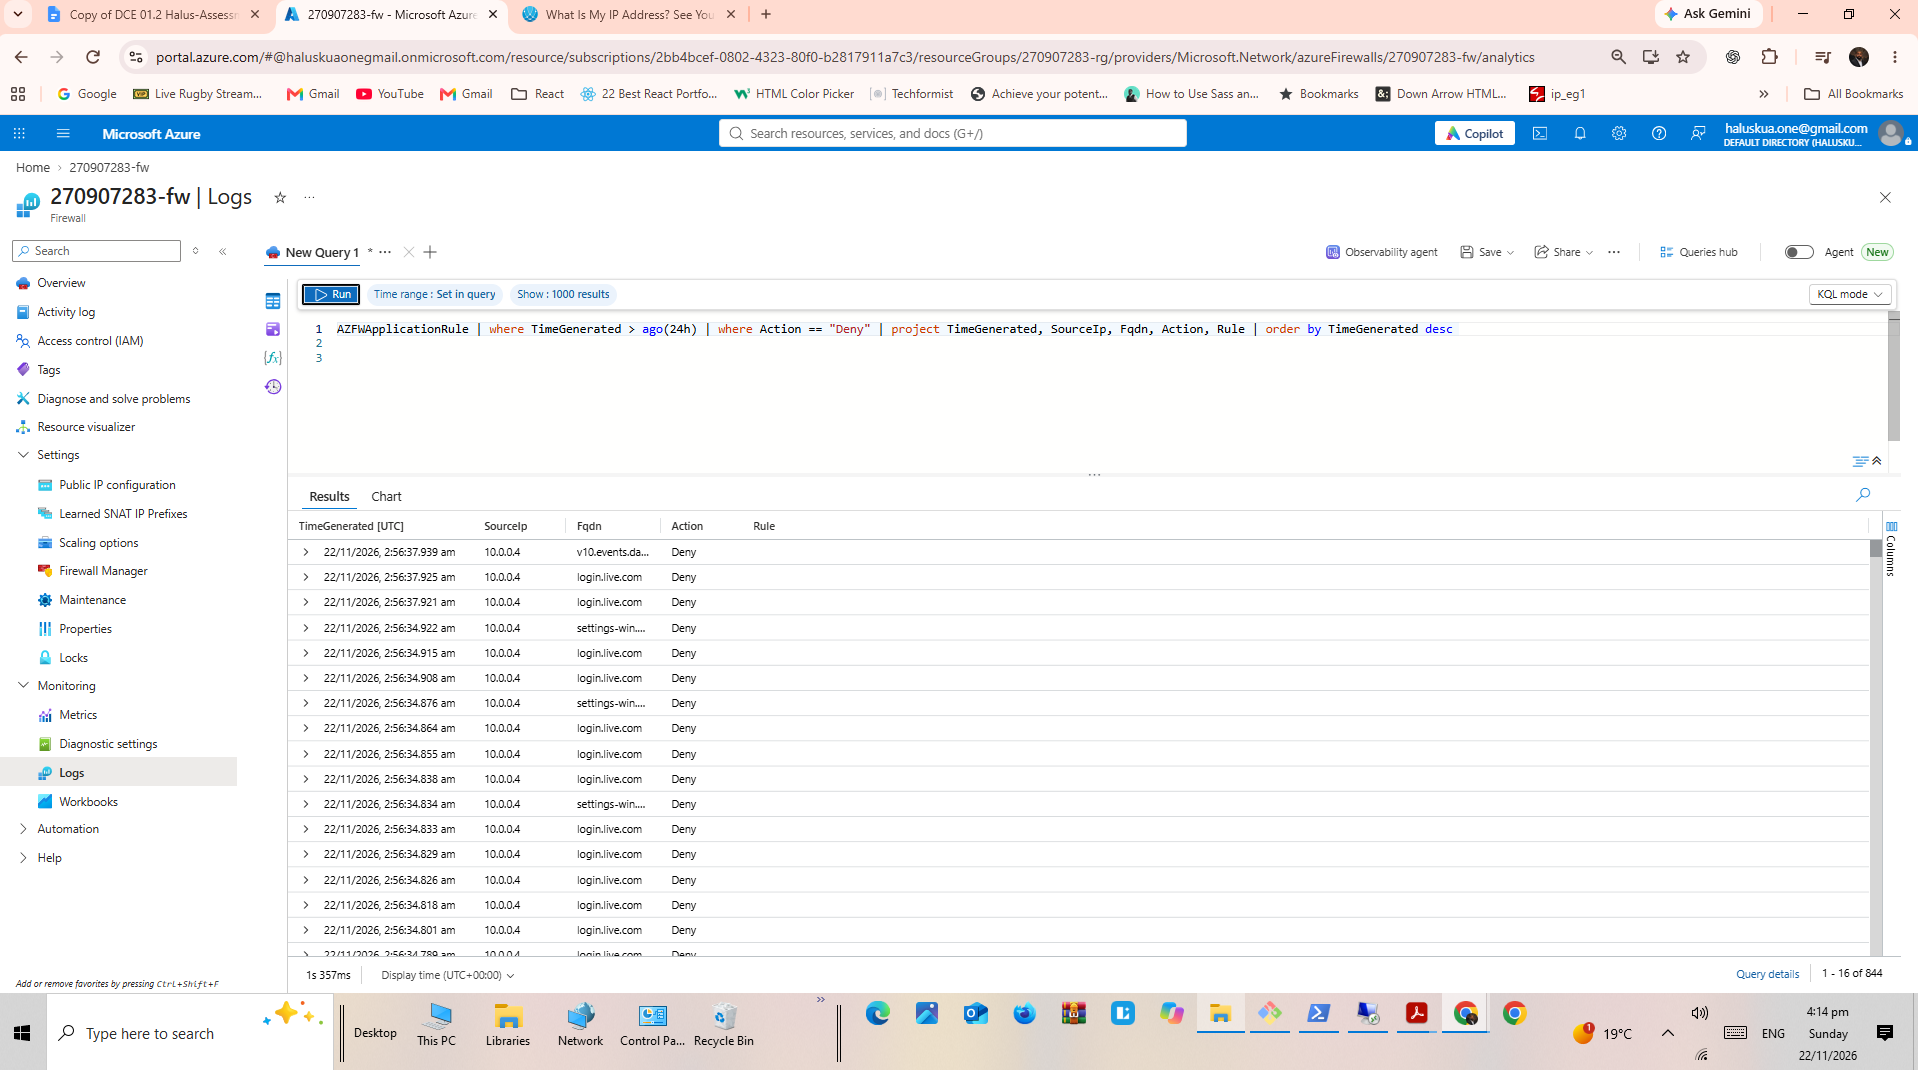 Copy of DCE 01.2 Halus-Assessm
270907283-fw - Microsoft Azure
What Is My IP Address? See You
Ask Gemini
portal.azure.com/#@haluskuaonegmail.onmicrosoft.com/resource/subscriptions/2bb4bcef-0802-4323-80f0-b2817911a7c3/resourceGroups/270907283-rg/providers/Microsoft.Network/azureFirewalls/270907283-fw/analytics
Google
Live Rugby Stream...
Gmail
YouTube
Gmail
React
22 Best React Portfo...
HTML Color Picker
Techformist
Achieve your potent...
How to Use Sass an...
Bookmarks
Down Arrow HTML...
ip_eg1
All Bookmarks
Microsoft Azure
Search resources, services, and docs (G+/)
Copilot
haluskua.one@gmail.com
DEFAULT DIRECTORY (HALUSKU...
Home > 270907283-fw
270907283-fw | Logs
Firewall
Search
Overview
Activity log
Access control (IAM)
Tags
Diagnose and solve problems
Resource visualizer
Settings
Public IP configuration
Learned SNAT IP Prefixes
Scaling options
Firewall Manager
Maintenance
Properties
Locks
Monitoring
Metrics
Diagnostic settings
Logs
Workbooks
Automation
Help
Add or remove favorites by pressing Ctrl+Shift+F
New Query 1 *
Observability agent
Save
Share
Queries hub
Agent New
Run
Time range : Set in query
Show : 1000 results
KQL mode
1 AZFWApplicationRule | where TimeGenerated > ago(24h) | where Action == "Deny" | project TimeGenerated, SourceIp, Fqdn, Action, Rule | order by TimeGenerated desc
2
3
Results Chart
TimeGenerated [UTC] SourceIp Fqdn Action Rule
22/11/2026, 2:56:37.939 am 10.0.0.4 v10.events.da... Deny
22/11/2026, 2:56:37.925 am 10.0.0.4 login.live.com Deny
22/11/2026, 2:56:37.921 am 10.0.0.4 login.live.com Deny
22/11/2026, 2:56:34.922 am 10.0.0.4 settings-win.... Deny
22/11/2026, 2:56:34.915 am 10.0.0.4 login.live.com Deny
22/11/2026, 2:56:34.908 am 10.0.0.4 login.live.com Deny
22/11/2026, 2:56:34.876 am 10.0.0.4 settings-win.... Deny
22/11/2026, 2:56:34.864 am 10.0.0.4 login.live.com Deny
22/11/2026, 2:56:34.855 am 10.0.0.4 login.live.com Deny
22/11/2026, 2:56:34.838 am 10.0.0.4 login.live.com Deny
22/11/2026, 2:56:34.834 am 10.0.0.4 settings-win.... Deny
22/11/2026, 2:56:34.833 am 10.0.0.4 login.live.com Deny
22/11/2026, 2:56:34.829 am 10.0.0.4 login.live.com Deny
22/11/2026, 2:56:34.826 am 10.0.0.4 login.live.com Deny
22/11/2026, 2:56:34.818 am 10.0.0.4 login.live.com Deny
22/11/2026, 2:56:34.801 am 10.0.0.4 login.live.com Deny
22/11/2026, 2:56:34.789 am 10.0.0.4 login.live.com Deny
Columns
1s 357ms
Display time (UTC+00:00)
Query details
1 - 16 of 844
Type here to search
Desktop
This PC
Libraries
Network
Control Pa...
Recycle Bin
1
19°C
ENG
4:14 pm
Sunday
22/11/2026